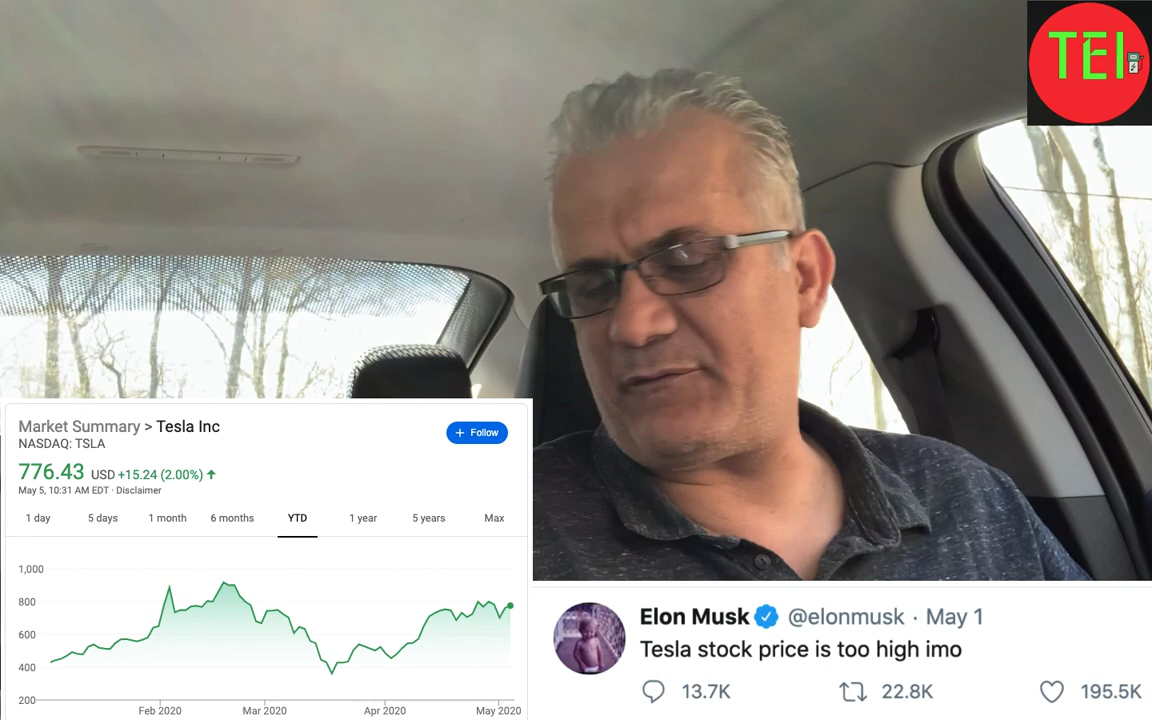 TEI
Market Summary > Tesla Inc
NASDAQ: TSLA
+ Follow
776.43 USD +15.24 (2.00%) ↑
May 5, 10:31 AM EDT · Disclaimer
1 day 5 days 1 month 6 months YTD 1 year 5 years Max
1,000
800
600
400
200
Feb 2020 Mar 2020 Apr 2020 May 2020
Elon Musk @elonmusk · May 1
Tesla stock price is too high imo
13.7K 22.8K 195.5K